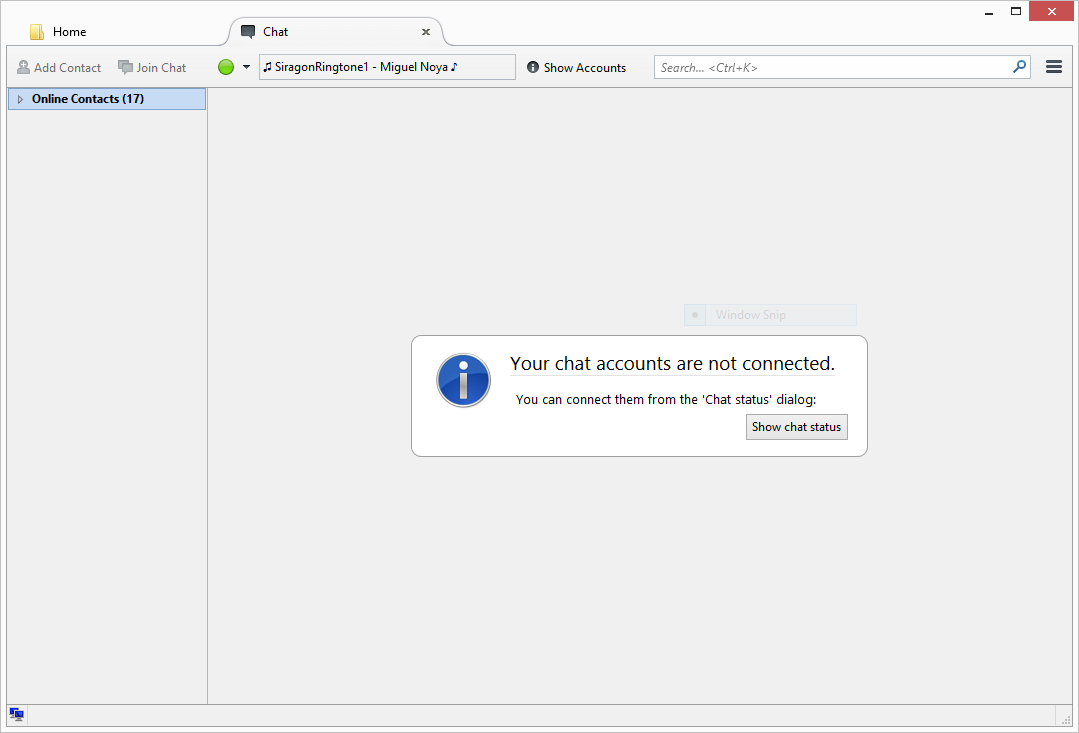 Home
Chat
Add Contact
Join Chat
♫ SiragonRingtone1 - Miguel Noya ♪
Show Accounts
Search... <Ctrl+K>
Online Contacts (17)
Window Snip
Your chat accounts are not connected.
You can connect them from the 'Chat status' dialog:
Show chat status